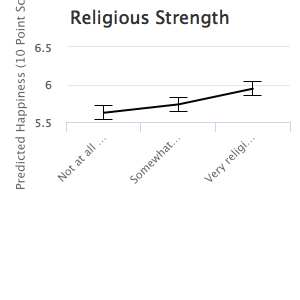 Religious Strength
Predicted Happiness (10 Point Sc
6.5
6
5.5
Not at all ...
Somewhat...
Very religi...